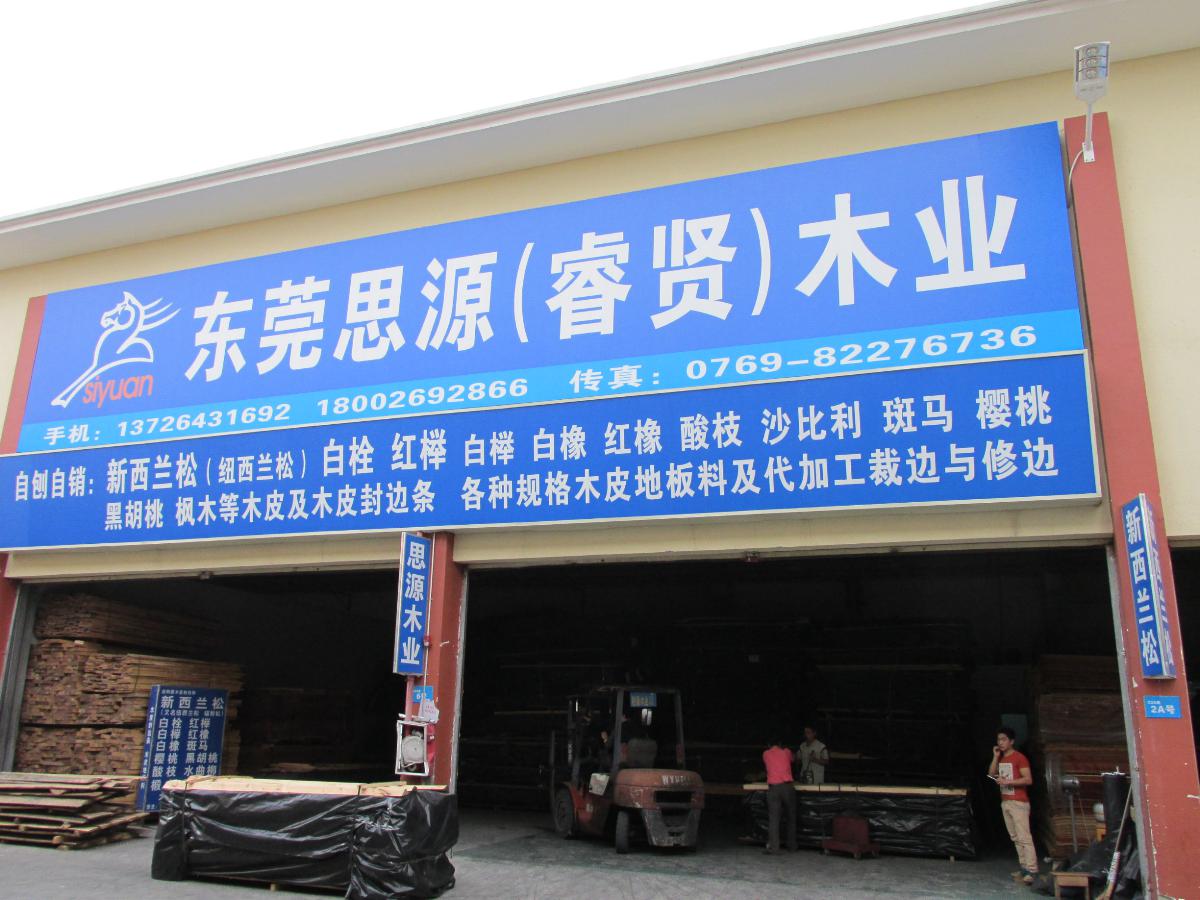 东莞思源(睿贤)木业
siyuan
手机：13726431692 18002692866 传真：0769-82276736
自刨自销：新西兰松（纽西兰松）白栓 红榉 白榉 白橡 红橡 酸枝 沙比利 斑马 樱桃
黑胡桃 枫木等木皮及木皮封边条 各种规格木皮地板料及代加工裁边与修边
思源木业
新西兰松
2A号
新西兰松
白栓 红榉
白榉 红橡
白橡 斑马
樱桃 黑胡桃
酸枝 水曲柳